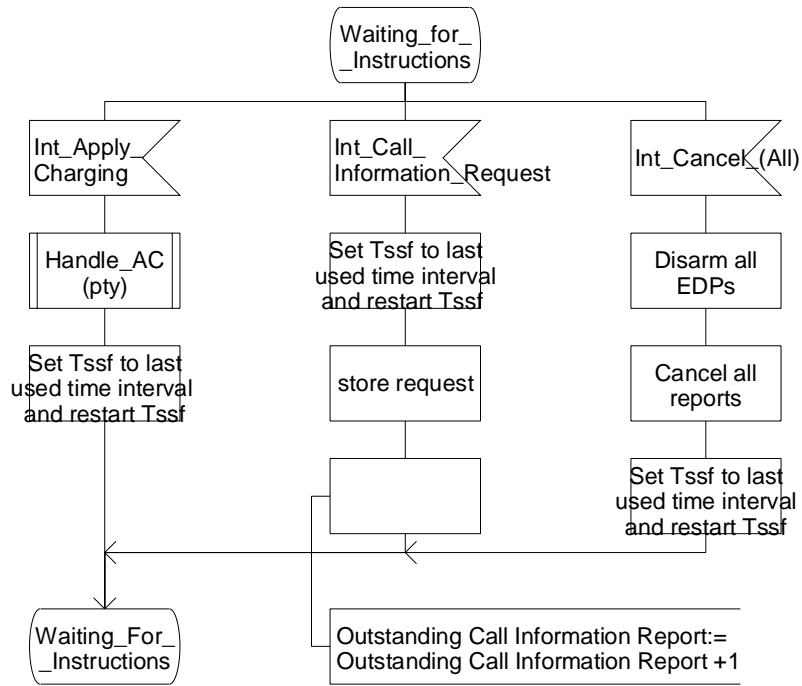 Waiting_for_
_Instructions
Int_Apply_
Charging
Int_Call_
Information_Request
Int_Cancel_(All)
Handle_AC
(pty)
Set Tssf to last
used time interval
and restart Tssf
Disarm all
EDPs
Set Tssf to last
used time interval
and restart Tssf
store request
Cancel all
reports
Set Tssf to last
used time interval
and restart Tssf
Waiting_For_
_Instructions
Outstanding Call Information Report:=
Outstanding Call Information Report +1